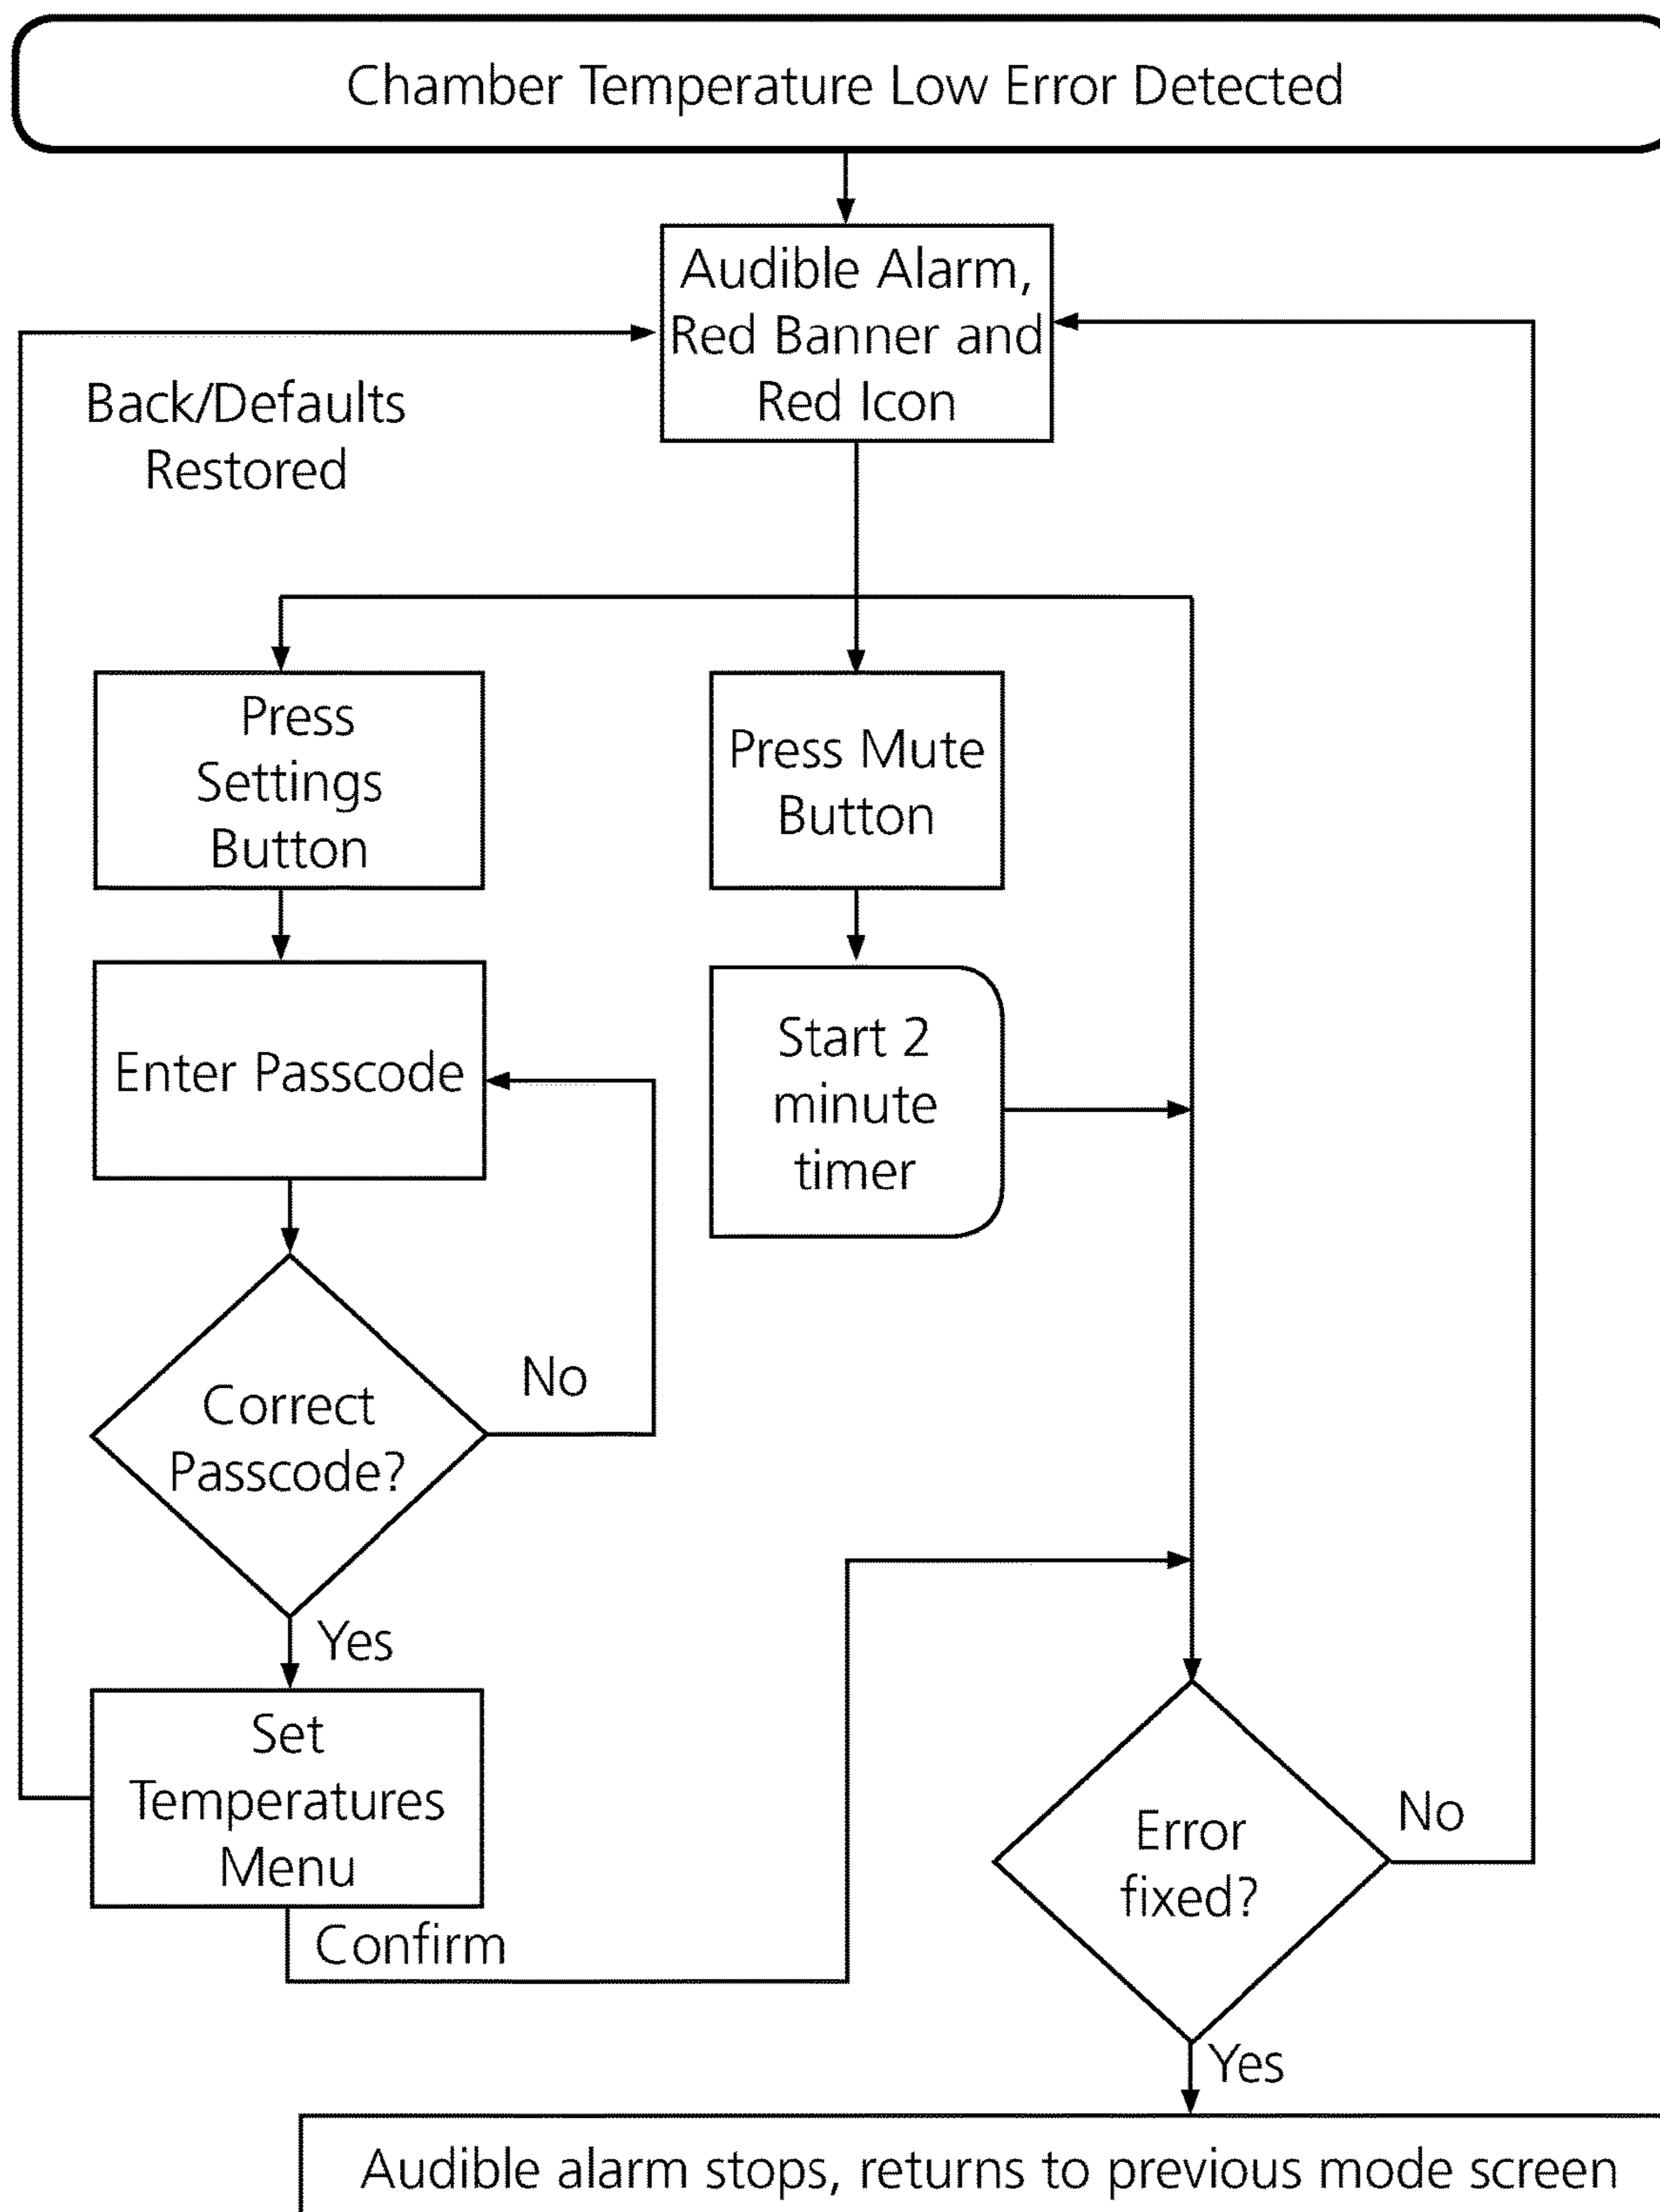 Chamber Temperature Low Error Detected
Audible Alarm,
Red Banner and
Red Icon
Back/Defaults
Restored
Press
Settings
Button
Press Mute
Button
Enter Passcode
Start 2
minute
timer
Correct
Passcode?
No
Yes
Set
Temperatures
Menu
Confirm
Error
fixed?
No
Yes
Audible alarm stops, returns to previous mode screen